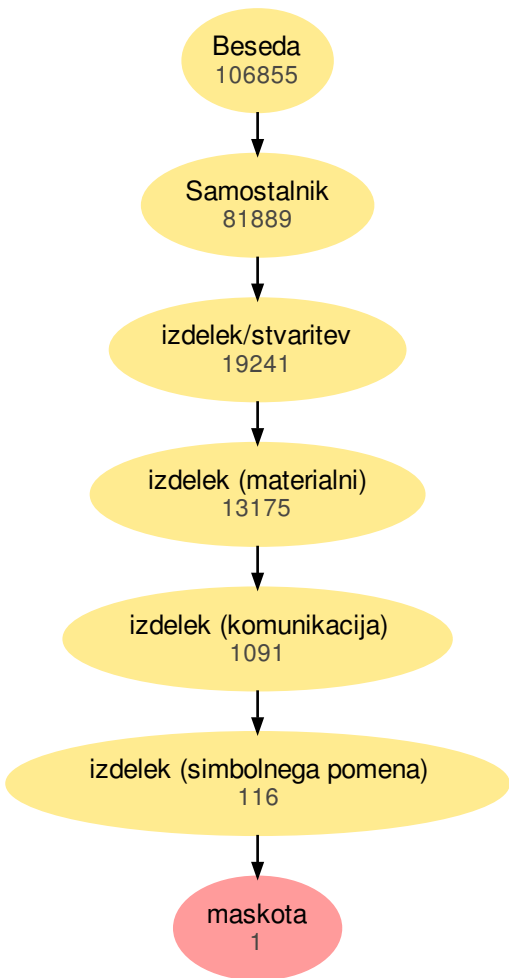 Beseda
106855
Samostalnik
81889
izdelek/stvaritev
19241
izdelek (materialni)
13175
izdelek (komunikacija)
1091
izdelek (simbolnega pomena)
116
maskota
1